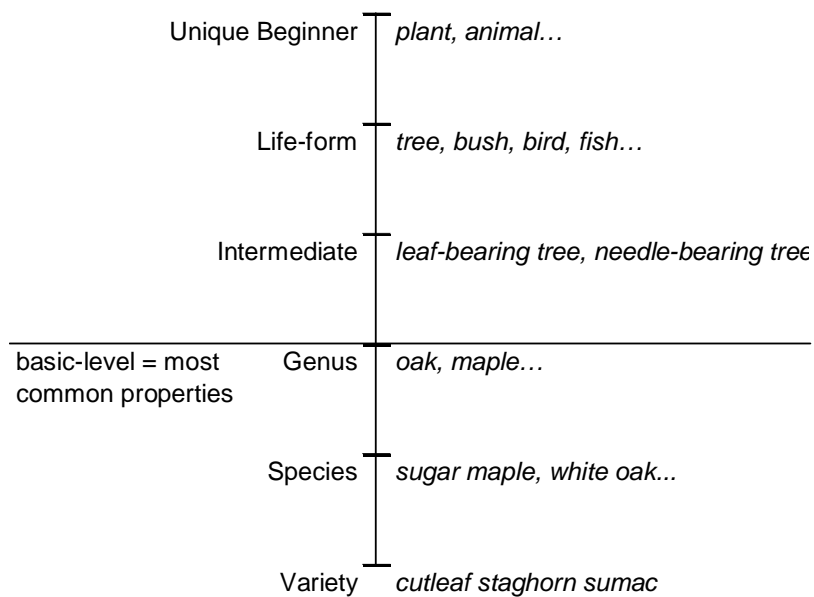 Unique Beginner plant, animal…
Life-form tree, bush, bird, fish…
Intermediate leaf-bearing tree, needle-bearing tree
basic-level = most Genus oak, maple…
common properties
Species sugar maple, white oak...
Variety cutleaf staghorn sumac